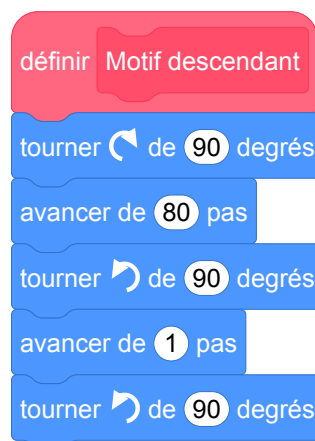 définir Motif descendant
tourner de 90 degrés
avancer de 80 pas
tourner de 90 degrés
avancer de 1 pas
tourner de 90 degrés